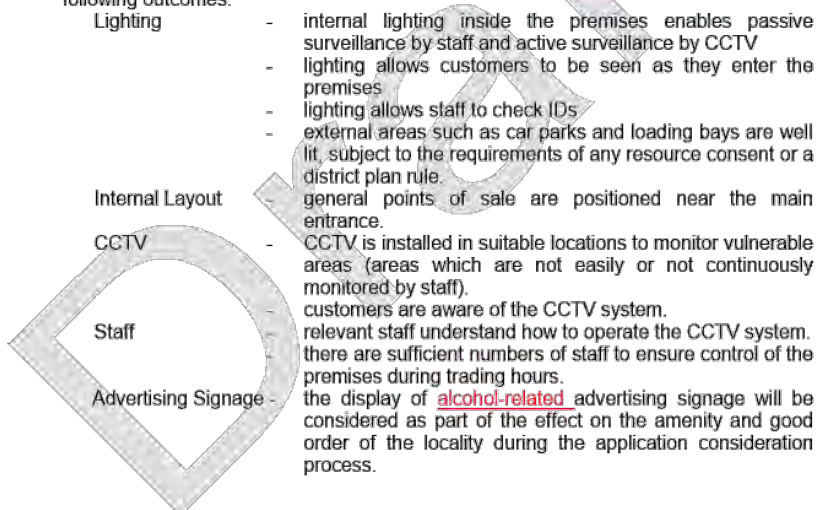 following outcomes:
Lighting - internal lighting inside the premises enables passive
surveillance by staff and active surveillance by CCTV
- lighting allows customers to be seen as they enter the
premises
- lighting allows staff to check IDs
- external areas such as car parks and loading bays are well
lit, subject to the requirements of any resource consent or a
district plan rule.
Internal Layout - general points of sale are positioned near the main
entrance.
CCTV - CCTV is installed in suitable locations to monitor vulnerable
areas (areas which are not easily or not continuously
monitored by staff).
- customers are aware of the CCTV system.
Staff - relevant staff understand how to operate the CCTV system.
- there are sufficient numbers of staff to ensure control of the
premises during trading hours.
Advertising Signage - the display of alcohol-related advertising signage will be
considered as part of the effect on the amenity and good
order of the locality during the application consideration
process.